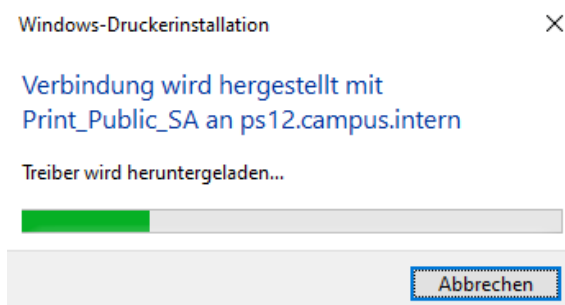 Windows-Druckerinstallation
Verbindung wird hergestellt mit
Print_Public_SA an ps12.campus.intern
Treiber wird heruntergeladen...
Abbrechen